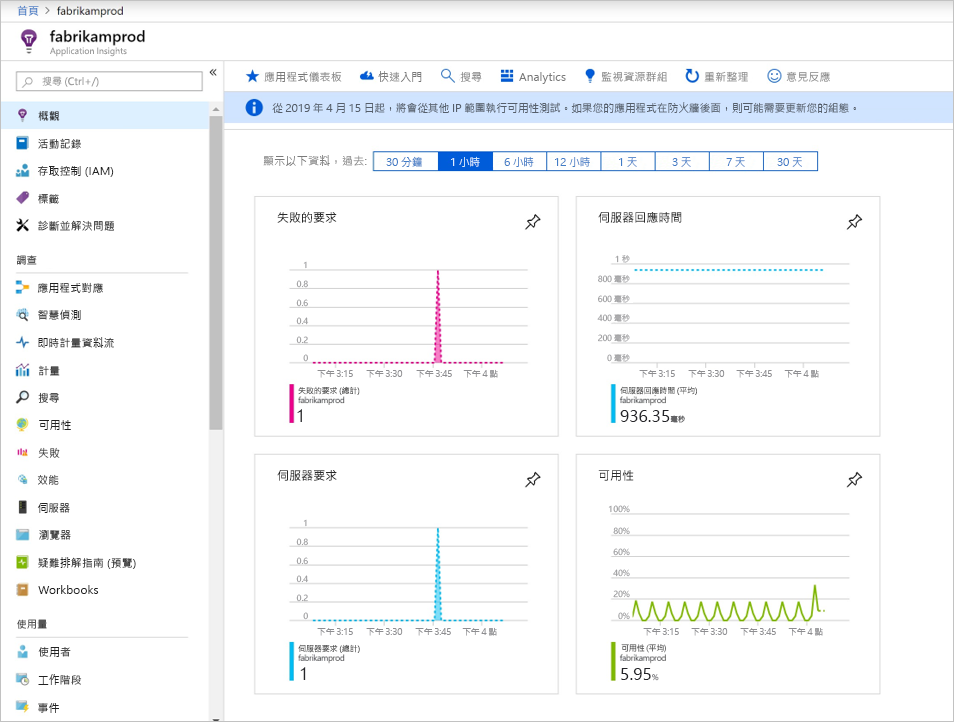 首頁 > fabrikamprod
fabrikamprod
Application Insights
搜尋 (Ctrl+/)
«
概觀
活動記錄
存取控制 (IAM)
標籤
診斷並解決問題
調查
應用程式對應
智慧偵測
即時計量資料流
計量
搜尋
可用性
失敗
效能
伺服器
瀏覽器
疑難排解指南 (預覽)
Workbooks
使用量
使用者
工作階段
事件
應用程式儀表板 快速入門 搜尋 Analytics 監視資源群組 重新整理 意見反應
從 2019 年 4 月 15 日起，將會從其他 IP 範圍執行可用性測試。如果您的應用程式在防火牆後面，則可能需要更新您的組態。
顯示以下資料，過去: 30 分鐘 1 小時 6 小時 12 小時 1 天 3 天 7 天 30 天
失敗的要求
1
0.8
0.6
0.4
0.2
0
下午 3:15 下午 3:30 下午 3:45 下午 4 點
失敗的要求 (總計)
fabrikamprod
1
伺服器回應時間
1 秒
800 毫秒
600 毫秒
400 毫秒
200 毫秒
0 毫秒
下午 3:15 下午 3:30 下午 3:45 下午 4 點
伺服器回應時間 (平均)
fabrikamprod
936.35毫秒
伺服器要求
1
0.8
0.6
0.4
0.2
0
下午 3:15 下午 3:30 下午 3:45 下午 4 點
伺服器要求 (總計)
fabrikamprod
1
可用性
100%
80%
60%
40%
20%
0%
下午 3:15 下午 3:30 下午 3:45 下午 4 點
可用性 (平均)
fabrikamprod
5.95%